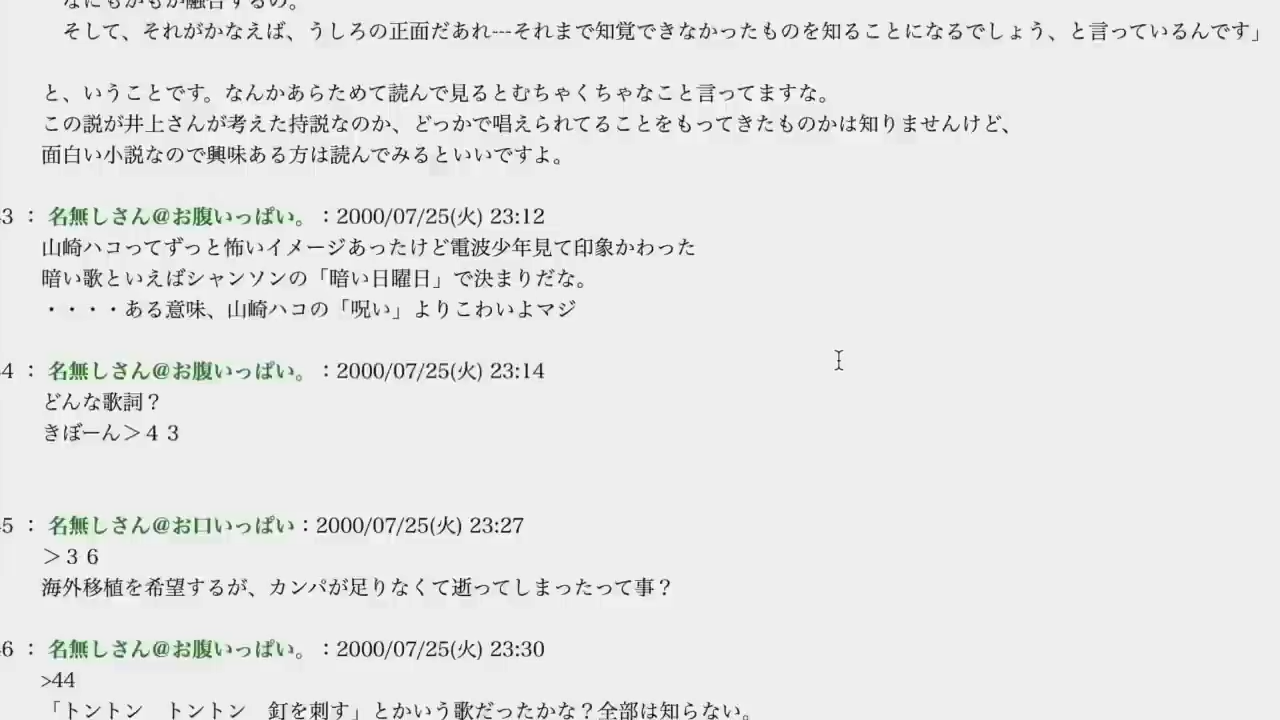 なにもかもが融合するの。
そして、それがかなえば、うしろの正面だあれ---それまで知覚できなかったものを知ることになるでしょう、と言っているんです」
と、いうことです。なんかあらためて読んで見るとむちゃくちゃなこと言ってますな。
この説が井上さんが考えた持説なのか、どっかで唱えられてることをもってきたものかは知りませんけど、
面白い小説なので興味ある方は読んでみるといいですよ。
3 ： 名無しさん＠お腹いっぱい。：2000/07/25(火) 23:12
山崎ハコってずっと怖いイメージあったけど電波少年見て印象かわった
暗い歌といえばシャンソンの「暗い日曜日」で決まりだな。
・・・・ある意味、山崎ハコの「呪い」よりこわいよマジ
4 ： 名無しさん＠お腹いっぱい。：2000/07/25(火) 23:14
どんな歌詞？
きぼーん＞４３
5 ： 名無しさん＠お口いっぱい：2000/07/25(火) 23:27
＞３６
海外移植を希望するが、カンパが足りなくて逝ってしまったって事？
6 ： 名無しさん＠お腹いっぱい。：2000/07/25(火) 23:30
>44
「トントン　トントン　釘を刺す」とかいう歌だったかな？全部は知らない。